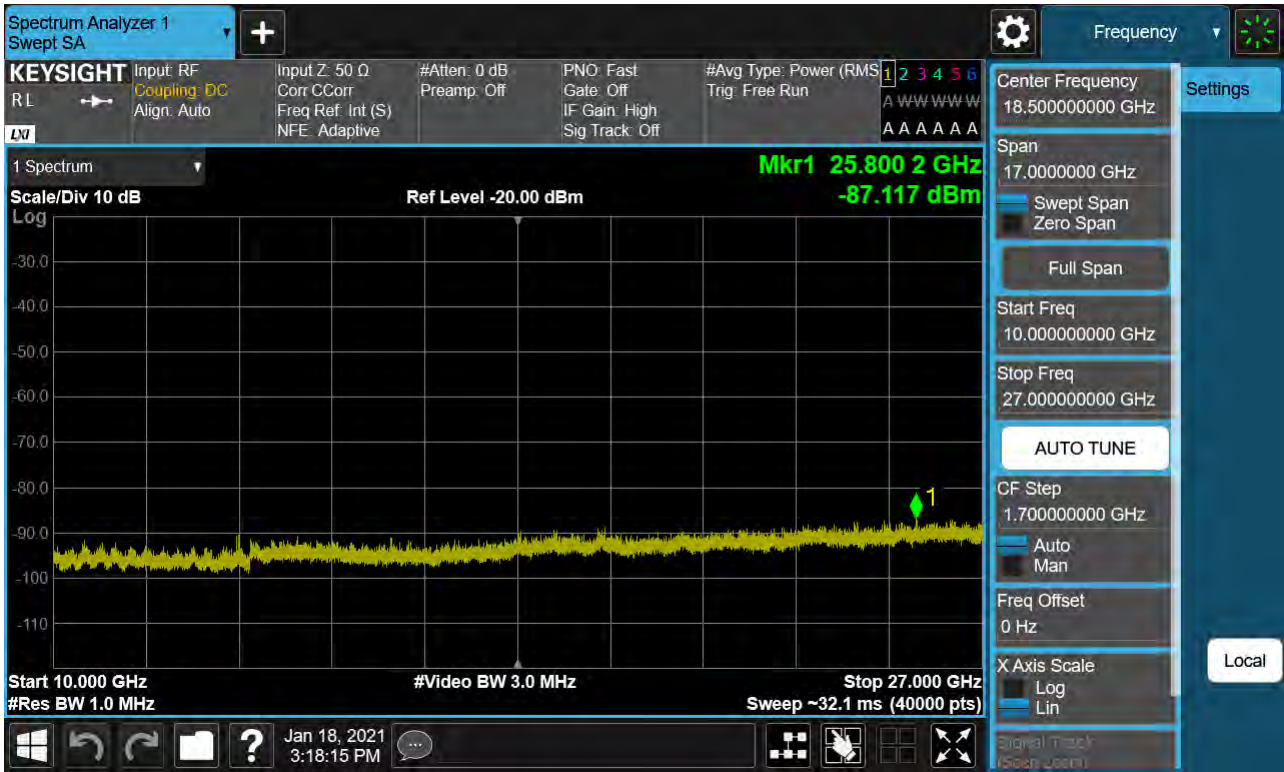 Spectrum Analyzer 1
Swept SA
Frequency
KEYSIGHT
R L
LXI
Input: RF
Coupling: DC
Align: Auto
Input Z: 50 Ω
Corr CCorr
Freq Ref: Int (S)
NFE: Adaptive
#Atten: 0 dB
Preamp: Off
PNO: Fast
Gate: Off
IF Gain: High
Sig Track: Off
#Avg Type: Power (RMS
Trig: Free Run
1 2 3 4 5 6
A W W W W W
A A A A A A
1 Spectrum
Scale/Div 10 dB
Log
Ref Level -20.00 dBm
Mkr1 25.800 2 GHz
-87.117 dBm
-30.0
-40.0
-50.0
-60.0
-70.0
-80.0
-90.0
-100
-110
1
Start 10.000 GHz
#Res BW 1.0 MHz
#Video BW 3.0 MHz
Stop 27.000 GHz
Sweep ~32.1 ms (40000 pts)
Center Frequency
18.500000000 GHz
Span
17.0000000 GHz
Swept Span
Zero Span
Full Span
Start Freq
10.000000000 GHz
Stop Freq
27.000000000 GHz
AUTO TUNE
CF Step
1.700000000 GHz
Auto
Man
Freq Offset
0 Hz
X Axis Scale
Log
Lin
Signal Track
(Span Zoom)
Settings
Local
?
Jan 18, 2021
3:18:15 PM